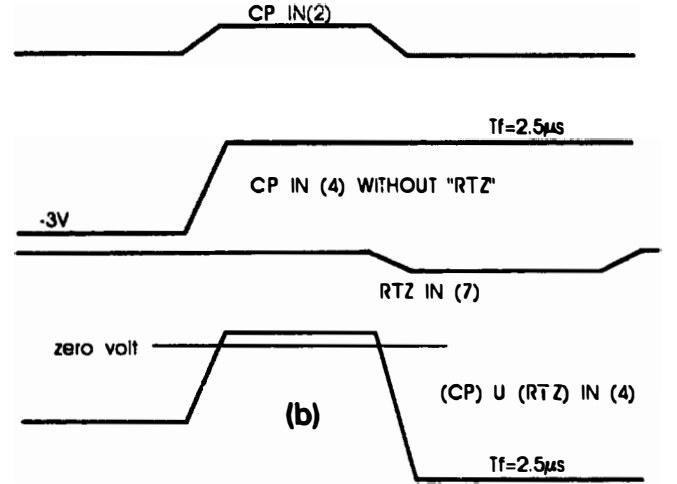 CP IN(2)
Tf=2.5µs
CP IN (4) WITHOUT "RTZ"
-3V
RTZ IN (7)
zero volt
(CP) U (RTZ) IN (4)
(b)
Tf=2.5µs